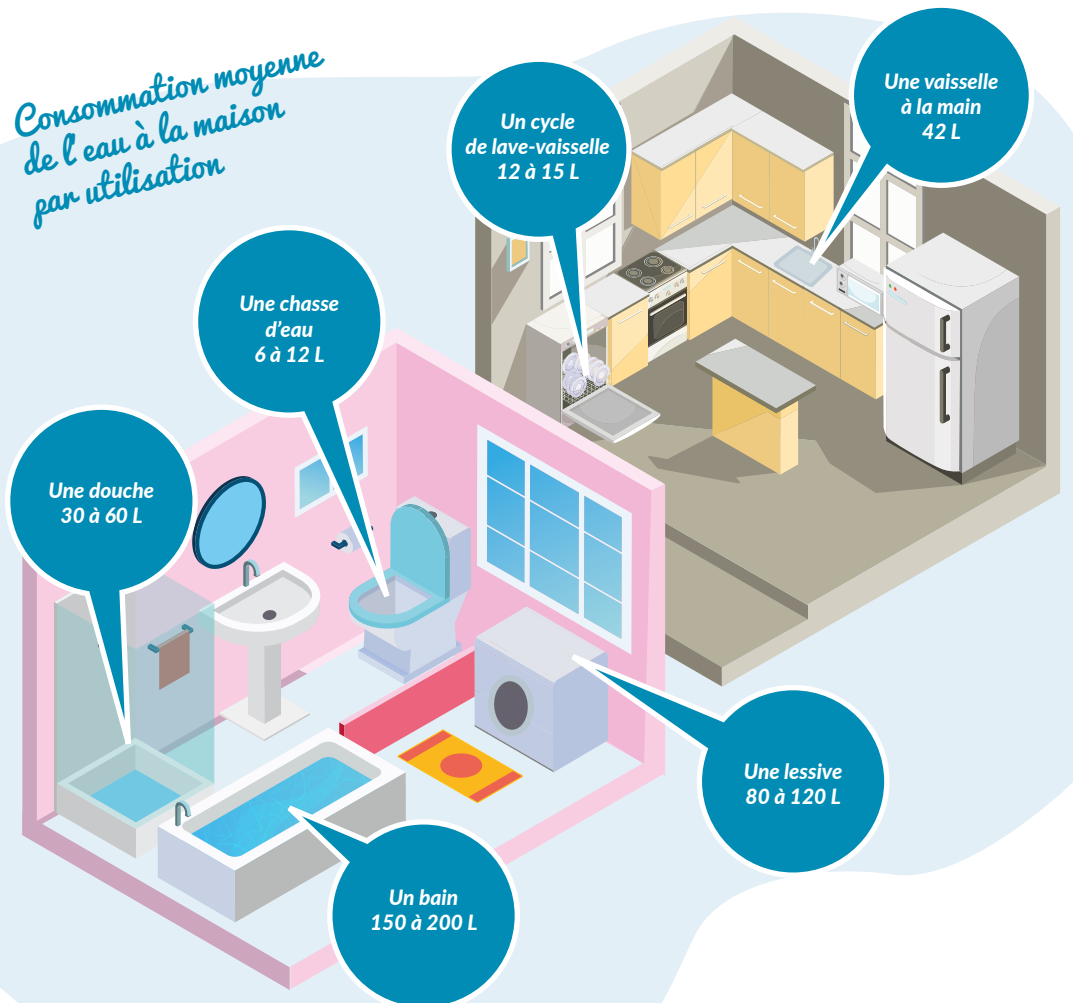 Consommation moyenne
de l'eau à la maison
par utilisation
Un cycle
de lave-vaisselle
12 à 15 L
Une vaisselle
à la main
42 L
Une chasse
d'eau
6 à 12 L
Une douche
30 à 60 L
Une lessive
80 à 120 L
Un bain
150 à 200 L